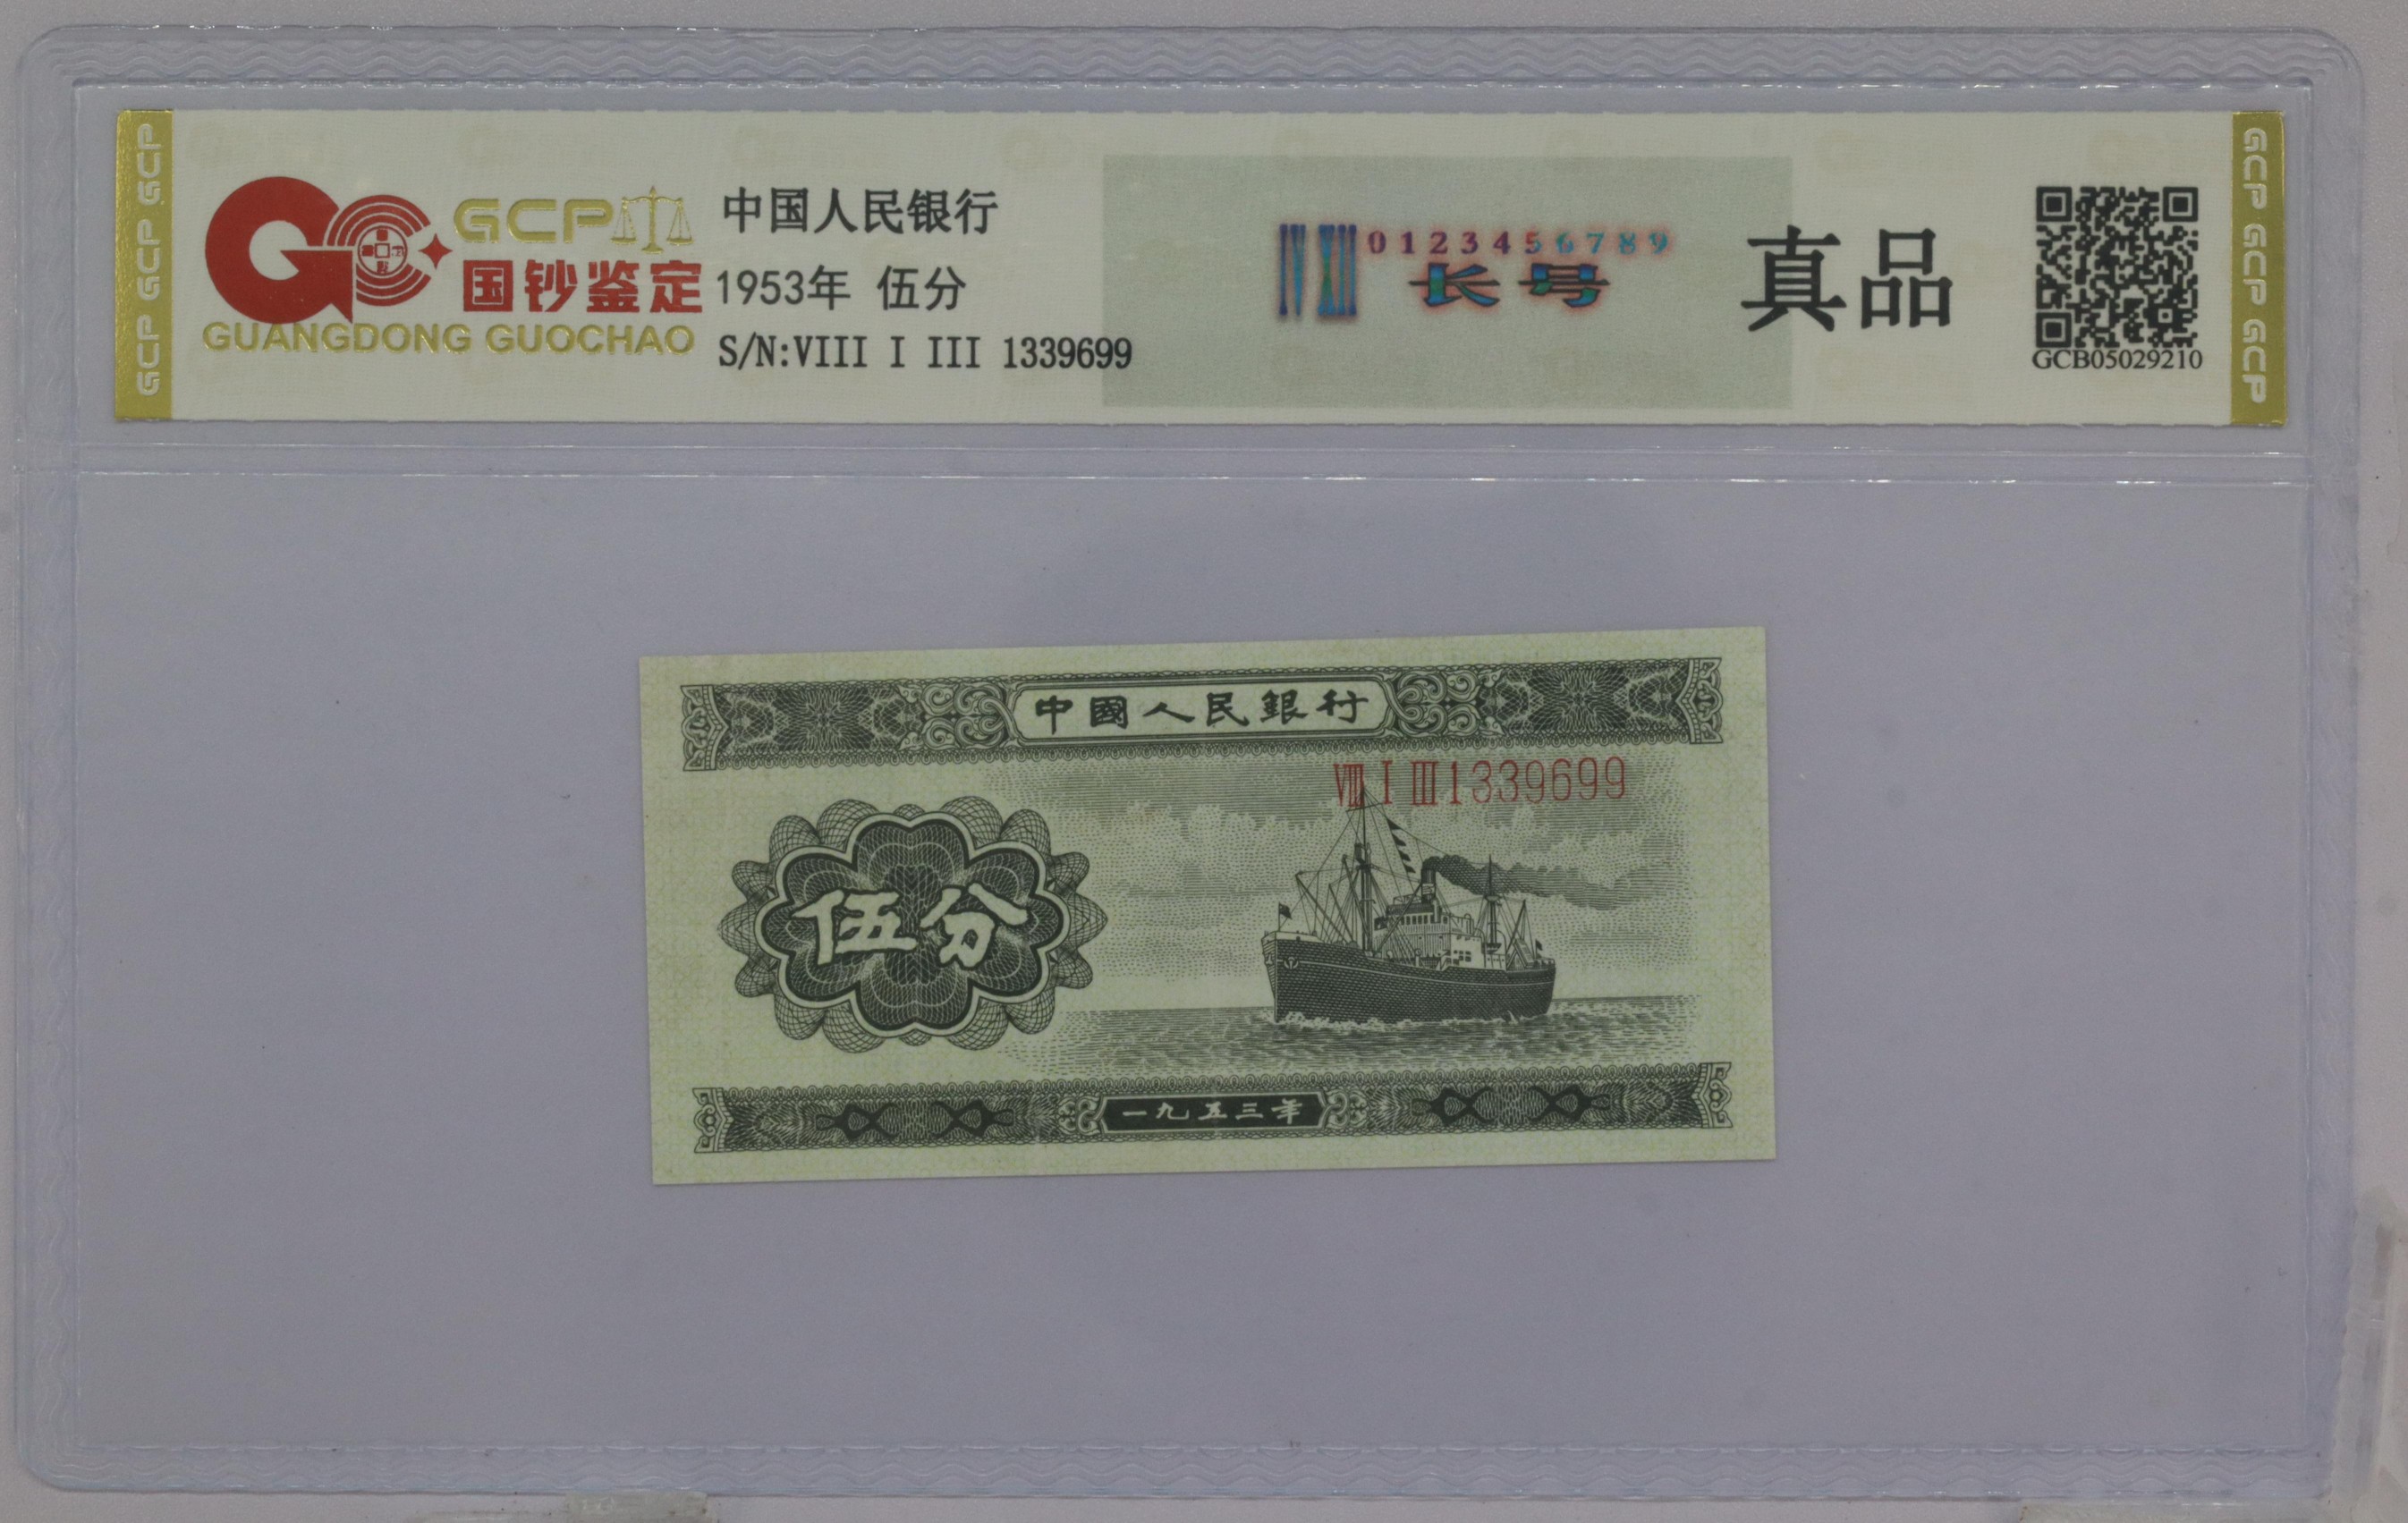 GCP GCP GCP
GCP
国钞鉴定
GUANGDONG GUOCHAO
中国人民银行
1953年 伍分
S/N:VIII I III 1339699
IV XIII 0123456789
长号
真品
GCB05029210
GCP GCP GCP
中國人民銀行
VIII I III 1339699
伍分
一九五三年